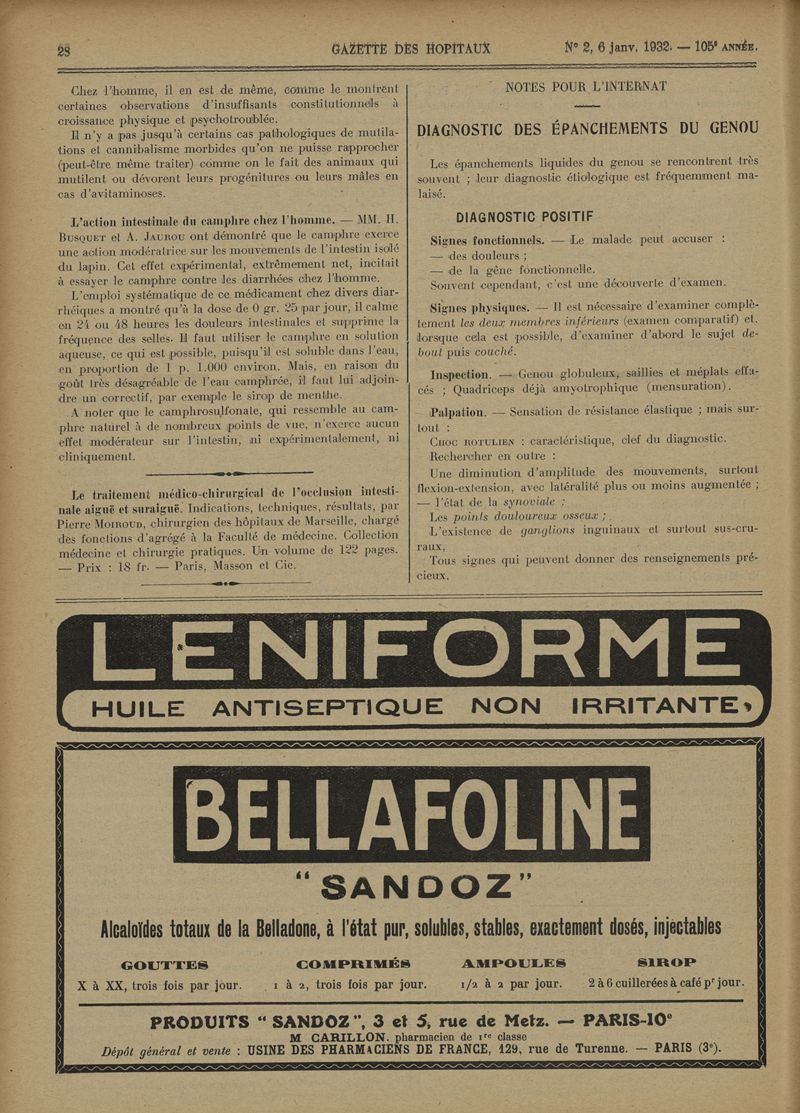 28
GAZETTE DES HOPITAUX
N° 2, 6 janv. 1932. — 105e ANNÉE.
Chez l'homme, il en est de même, comme le montrent
certaines observations d'insuffisants constitutionnels à
croissance physique et psychotroublée.
Il n'y a pas jusqu'à certains cas pathologiques de mutila-
tions et cannibalisme morbides qu'on ne puisse rapprocher
(peut-être même traiter) comme on le fait des animaux qui
mutilent ou dévorent leurs progénitures ou leurs mâles en
cas d'avitaminoses.
L'action intestinale du camphre chez l'homme. — MM. H.
BUSQUET et A. JAUROU ont démontré que le camphre exerce
une action modératrice sur les mouvements de l'intestin isolé
du lapin. Cet effet expérimental, extrêmement net, incitait
à essayer le camphre contre les diarrhées chez l'homme.
L'emploi systématique de ce médicament chez divers diar-
rhéiques a montré qu'à la dose de 0 gr. 25 par jour, il calme
en 24 ou 48 heures les douleurs intestinales et supprime la
fréquence des selles. Il faut utiliser le camphre en solution
aqueuse, ce qui est possible, puisqu'il est soluble dans l'eau,
en proportion de 1 p. 1.000 environ. Mais, en raison du
goût très désagréable de l'eau camphrée, il faut lui adjoin-
dre un correctif, par exemple le sirop de menthe.
A noter que le camphrosulfonate, qui ressemble au cam-
phre naturel à de nombreux points de vue, n'exerce aucun
effet modérateur sur l'intestin, ni expérimentalement, ni
cliniquement.
Le traitement médico-chirurgical de l'occlusion intesti-
nale aiguë et suraiguë. Indications, techniques, résultats, par
Pierre MOIROUD, chirurgien des hôpitaux de Marseille, chargé
des fonctions d'agrégé à la Faculté de médecine. Collection
médecine et chirurgie pratiques. Un volume de 122 pages.
— Prix : 18 fr. — Paris, Masson et Cie.
NOTES POUR L'INTERNAT
DIAGNOSTIC DES ÉPANCHEMENTS DU GENOU
Les épanchements liquides du genou se rencontrent très
souvent ; leur diagnostic étiologique est fréquemment ma-
laisé.
DIAGNOSTIC POSITIF
Signes fonctionnels. — Le malade peut accuser :
— des douleurs ;
— de la gêne fonctionnelle.
Souvent cependant, c'est une découverte d'examen.
Signes physiques. — Il est nécessaire d'examiner complè-
tement les deux membres inférieurs (examen comparatif) et,
lorsque cela est possible, d'examiner d'abord le sujet de-
bout puis couché.
Inspection. — Genou globuleux, saillies et méplats effa-
cés ; Quadriceps déjà amyotrophique (mensuration).
Palpation. — Sensation de résistance élastique ; mais sur-
tout :
CHOC ROTULIEN : caractéristique, clef du diagnostic.
Rechercher en outre :
Une diminution d'amplitude des mouvements, surtout
flexion-extension, avec latéralité plus ou moins augmentée ;
— l'état de la synoviale ;
Les points douloureux osseux ;
L'existence de ganglions inguinaux et surtout sus-cru-
raux,
Tous signes qui peuvent donner des renseignements pré-
cieux.
LENIFORME
HUILE ANTISEPTIQUE NON IRRITANTE,
BELLAFOLINE
"SANDOZ"
Alcaloïdes totaux de la Belladone, à l'état pur, solubles, stables, exactement dosés, injectables
GOUTTES COMPRIMÉS AMPOULES SIROP
X à XX, trois fois par jour. 1 à 2, trois fois par jour. 1/2 à 2 par jour. 2 à 6 cuillerées à café pr jour.
PRODUITS "SANDOZ", 3 et 5, rue de Metz. — PARIS-10e
M CARILLON, pharmacien de 1re classe
Dépôt général et vente : USINE DES PHARMACIENS DE FRANCE, 129, rue de Turenne. — PARIS (3e).